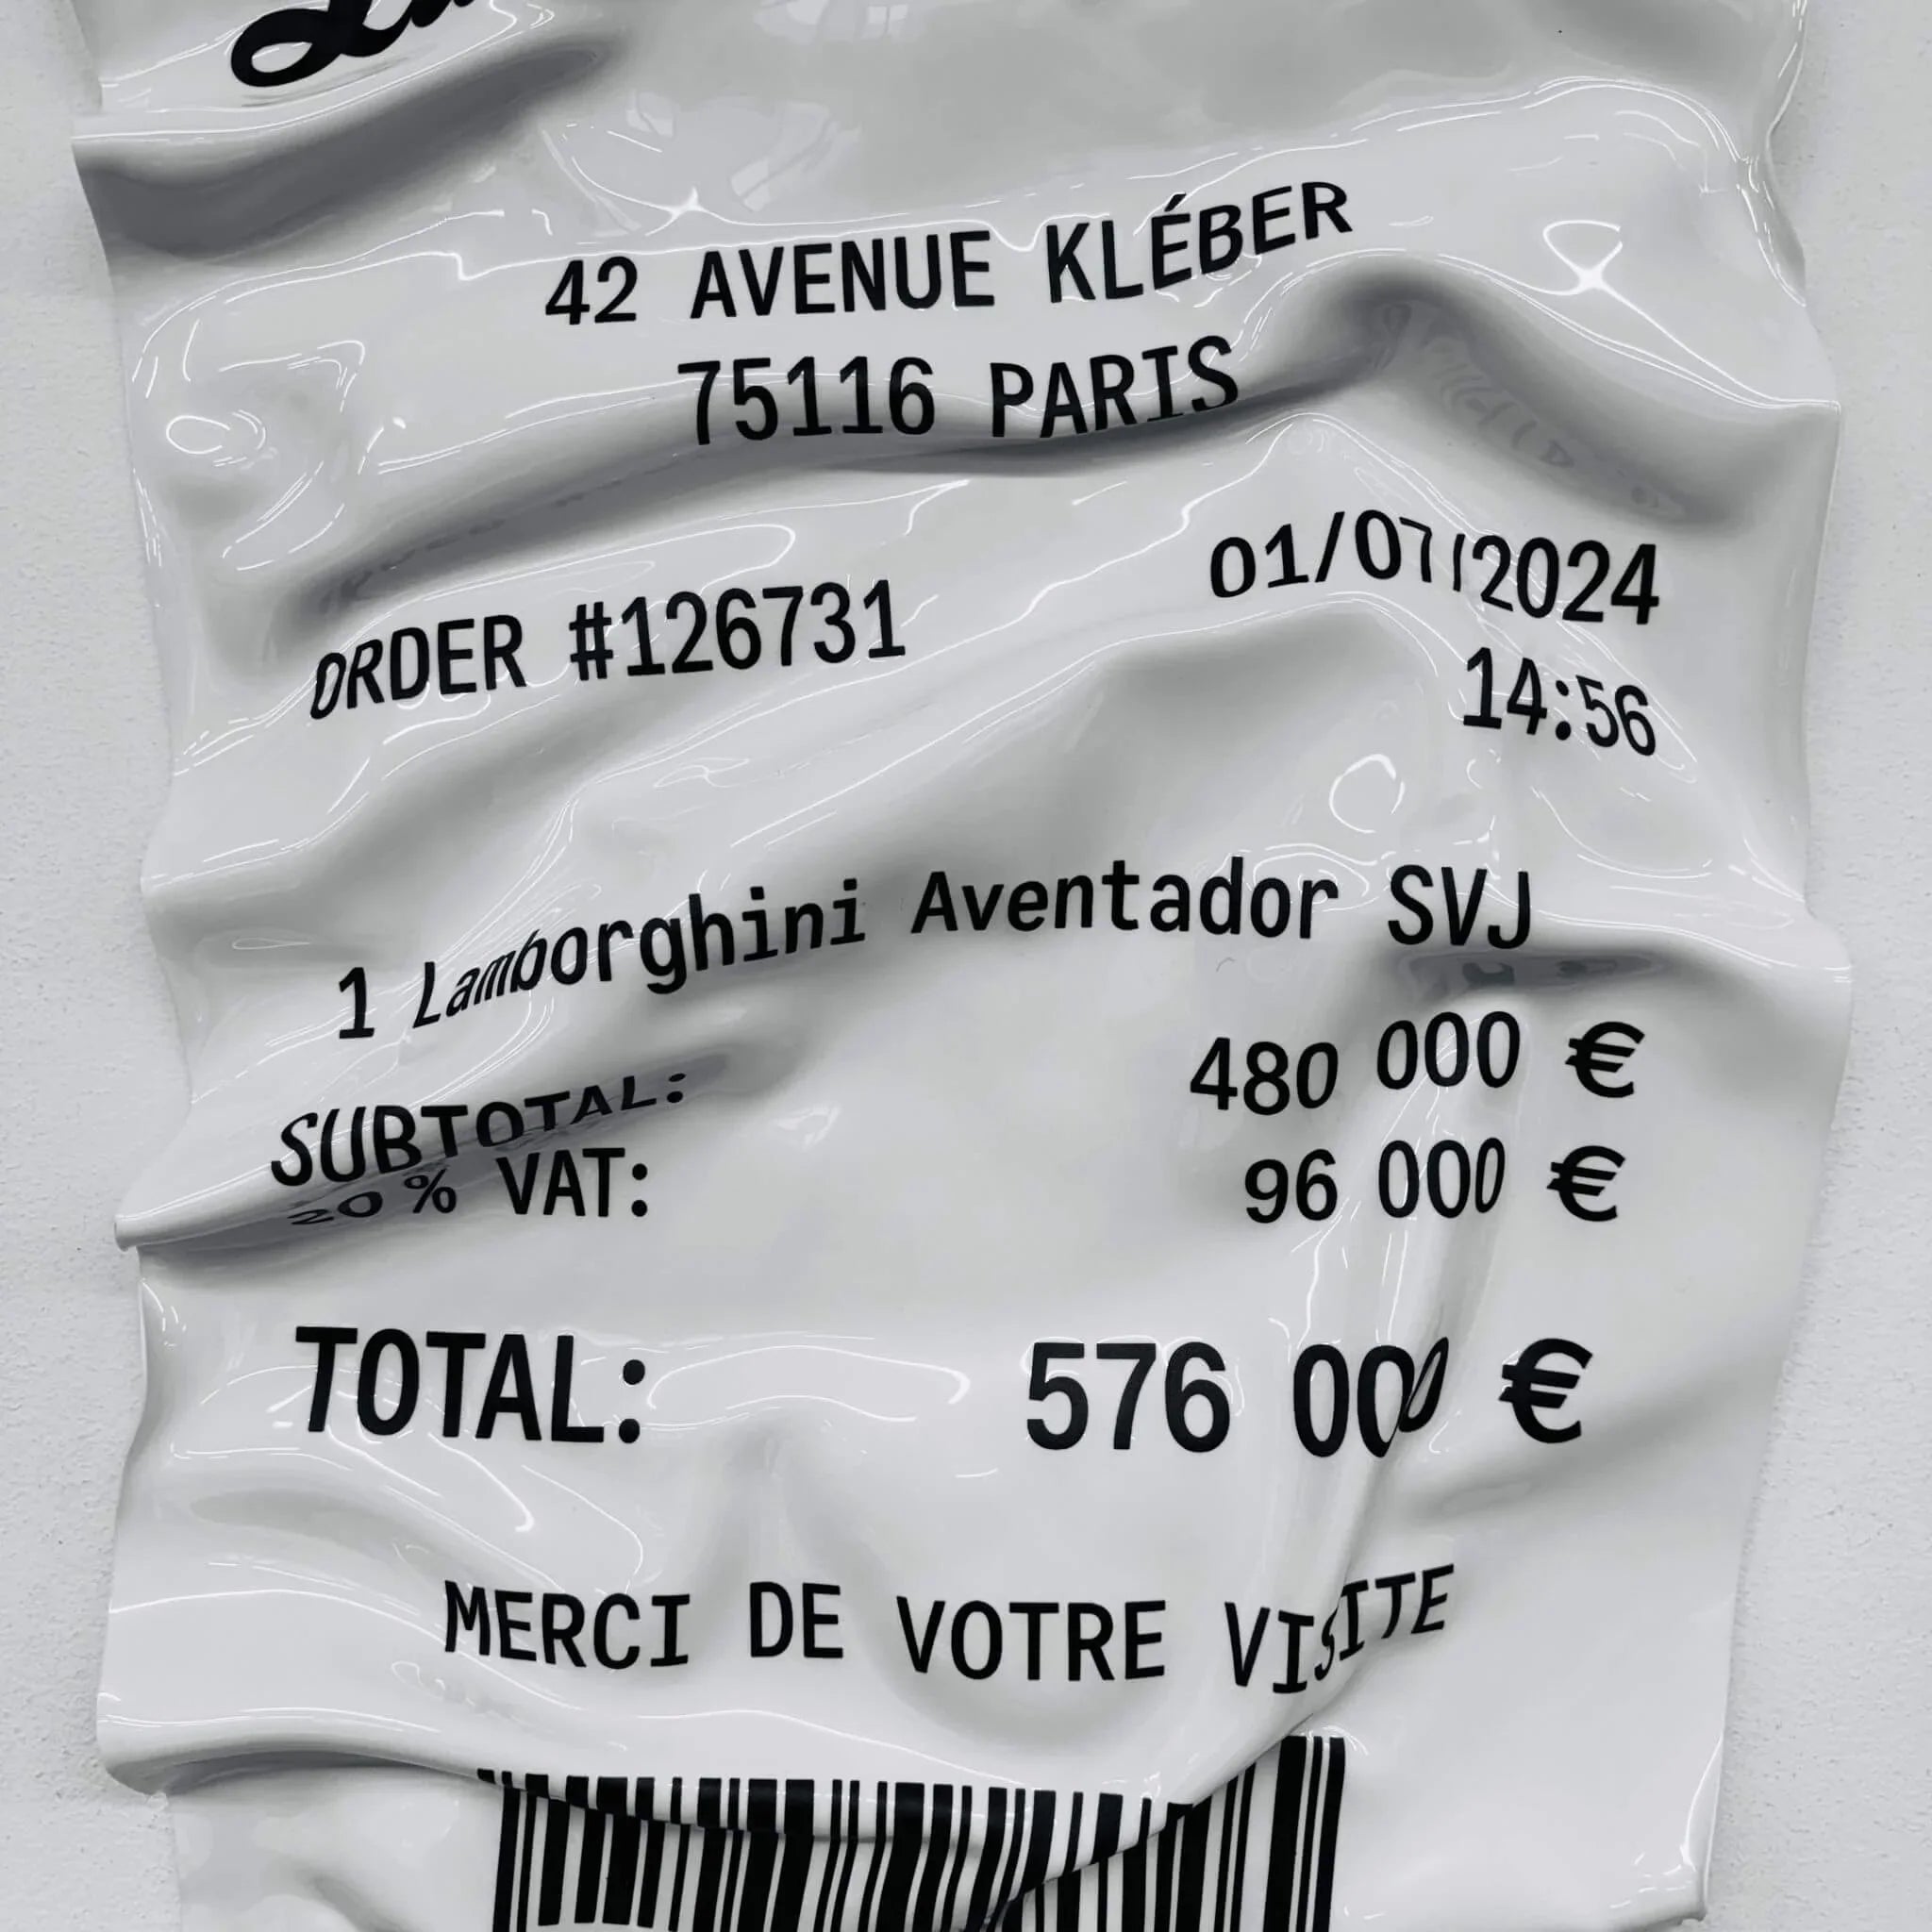 42 AVENUE KLÉBER
75116 PARIS
01/07/2024
ORDER #126731
14:56
1 Lamborghini Aventador SVJ
SUBTOTAL: 480 000 €
20% VAT: 96 000 €
TOTAL: 576 000 €
MERCI DE VOTRE VISITE